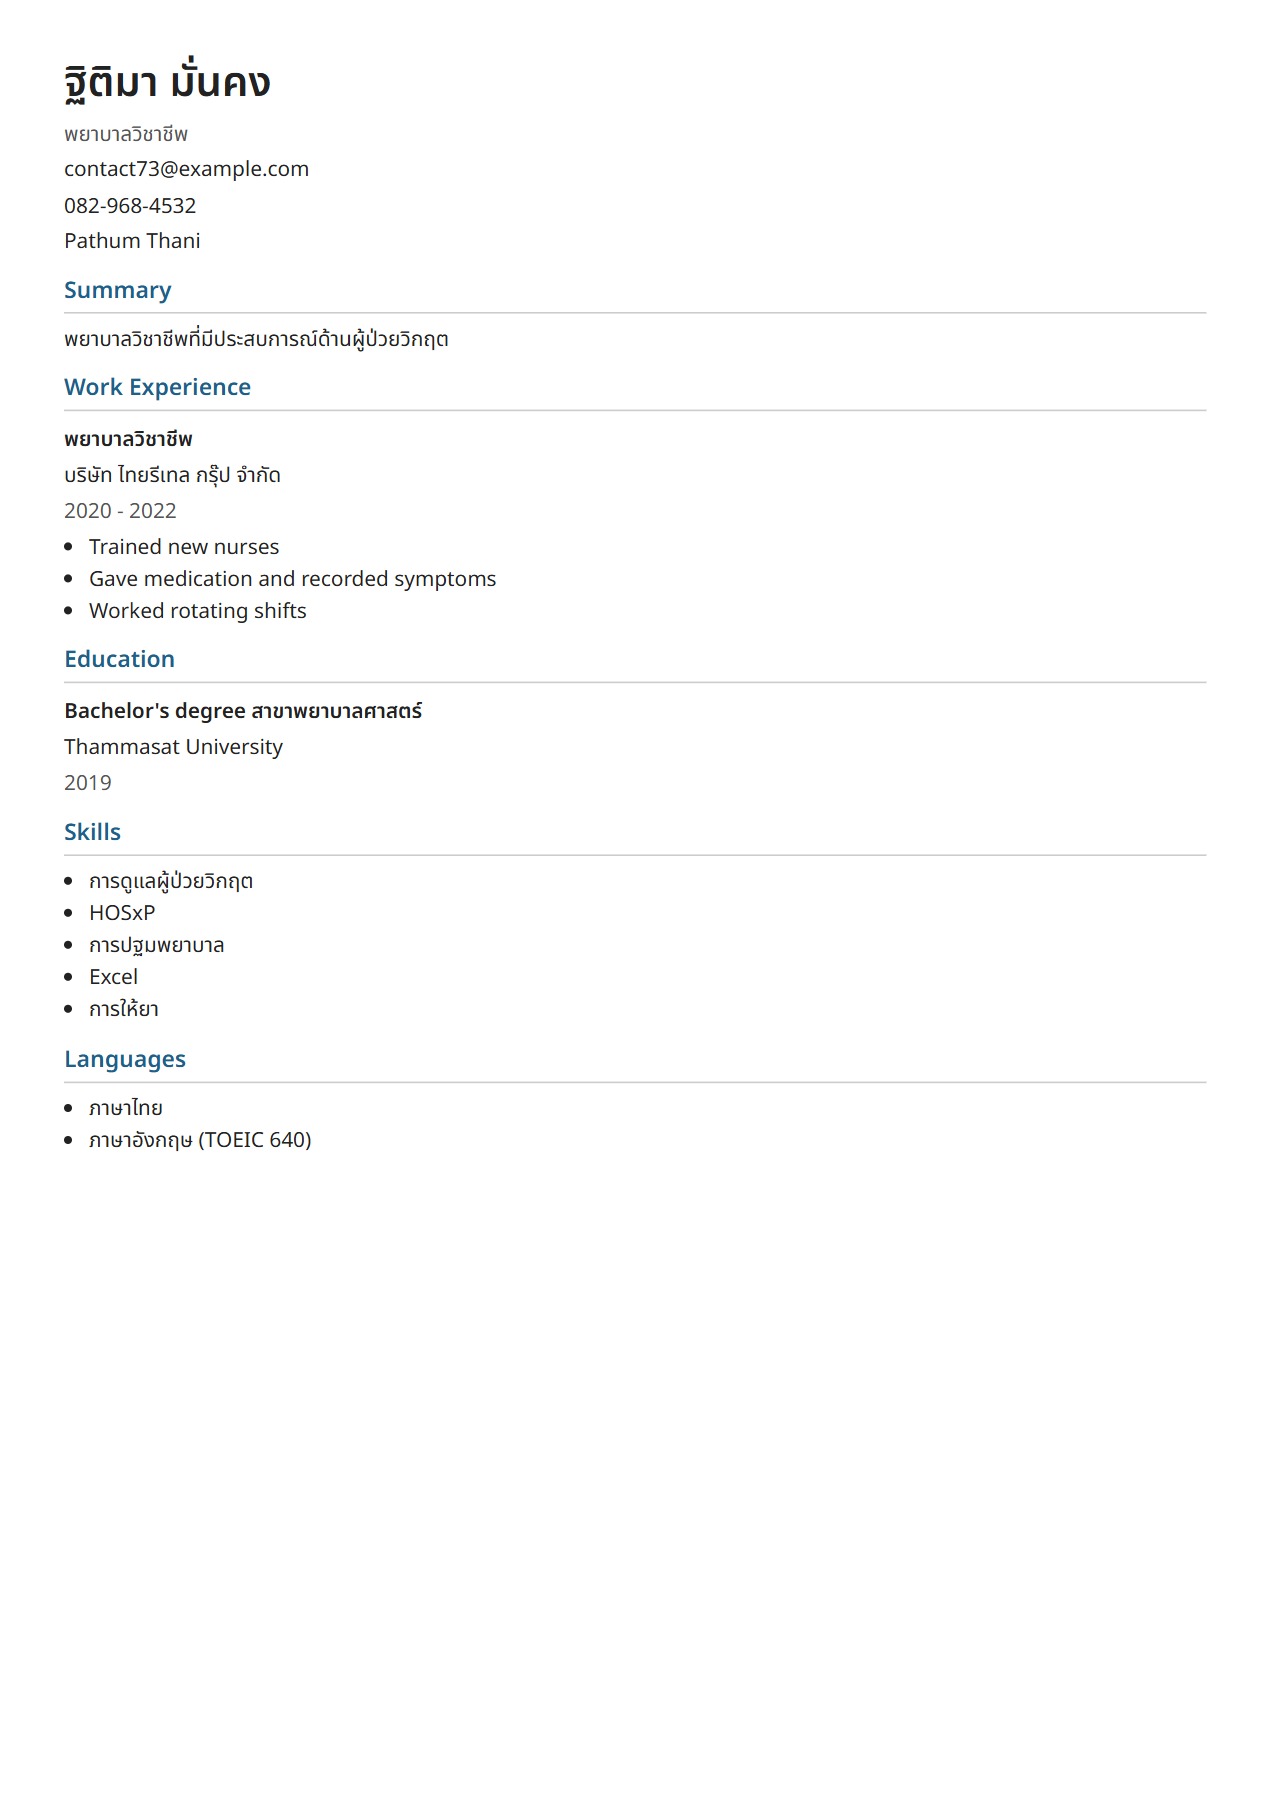 ฐิติมา มั่นคง
พยาบาลวิชาชีพ
contact73@example.com
082-968-4532
Pathum Thani
Summary
พยาบาลวิชาชีพที่มีประสบการณ์ด้านผู้ป่วยวิกฤต
Work Experience
พยาบาลวิชาชีพ
บริษัท ไทยรีเทล กรุ๊ป จำกัด
2020 - 2022
• Trained new nurses
• Gave medication and recorded symptoms
• Worked rotating shifts
Education
Bachelor's degree สาขาพยาบาลศาสตร์
Thammasat University
2019
Skills
• การดูแลผู้ป่วยวิกฤต
• HOSxP
• การปฐมพยาบาล
• Excel
• การให้ยา
Languages
• ภาษาไทย
• ภาษาอังกฤษ (TOEIC 640)